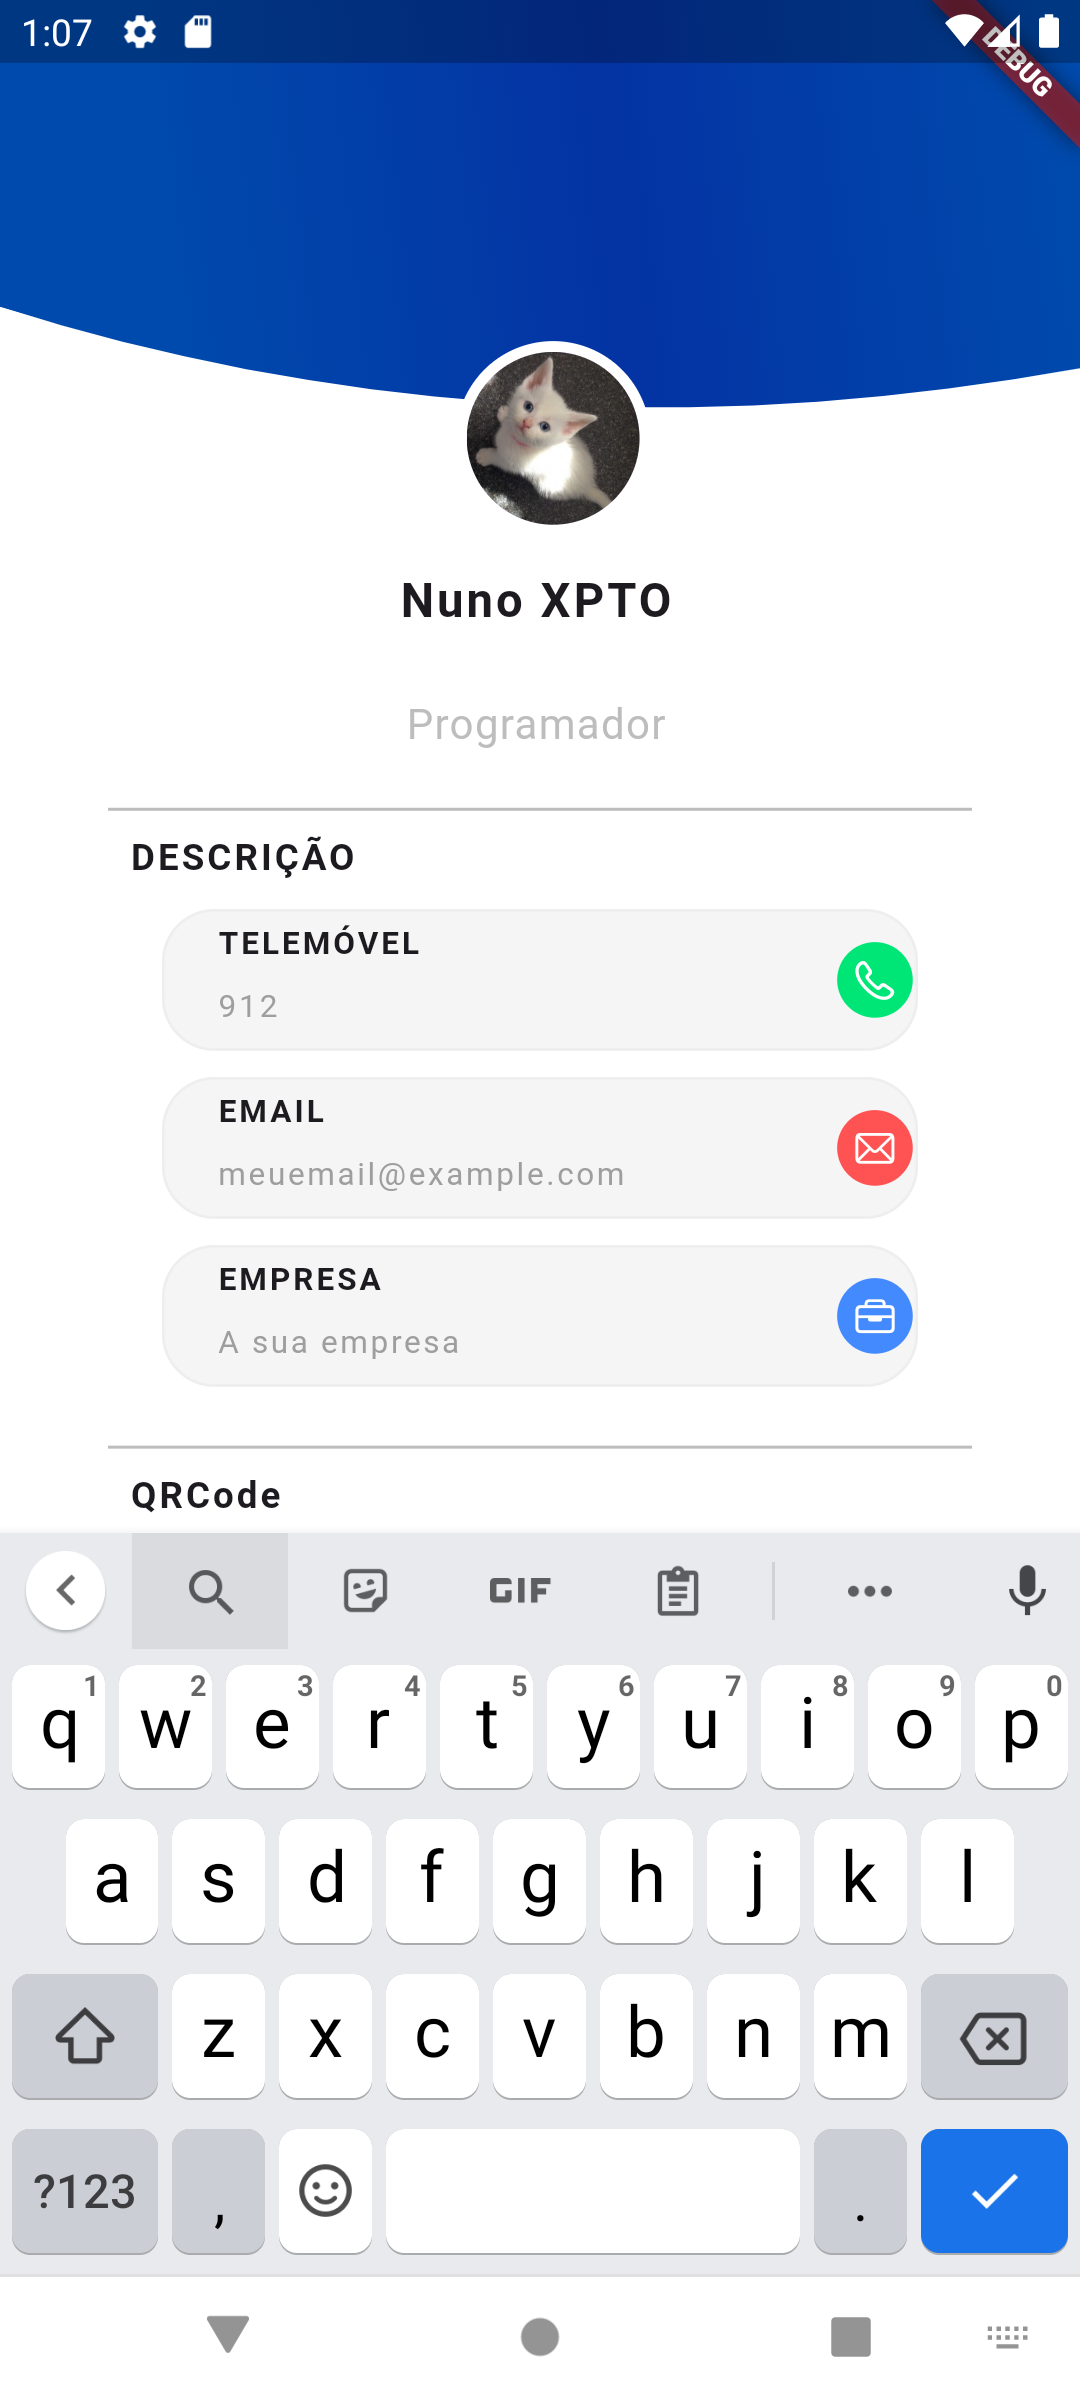 1:07
DEBUG
Nuno XPTO
Programador
DESCRIÇÃO
TELEMÓVEL
912
EMAIL
meuemail@example.com
EMPRESA
A sua empresa
QRCode
GIF
1 2 3 4 5 6 7 8 9 0
q w e r t y u i o p
a s d f g h j k l
z x c v b n m
?123 , .